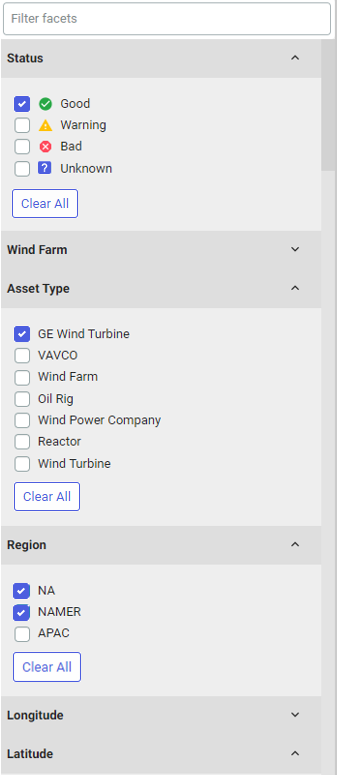 Filter facets
Status
Good
Warning
Bad
? Unknown
Clear All
Wind Farm
Asset Type
GE Wind Turbine
VAVCO
Wind Farm
Oil Rig
Wind Power Company
Reactor
Wind Turbine
Clear All
Region
NA
NAMER
APAC
Clear All
Longitude
Latitude